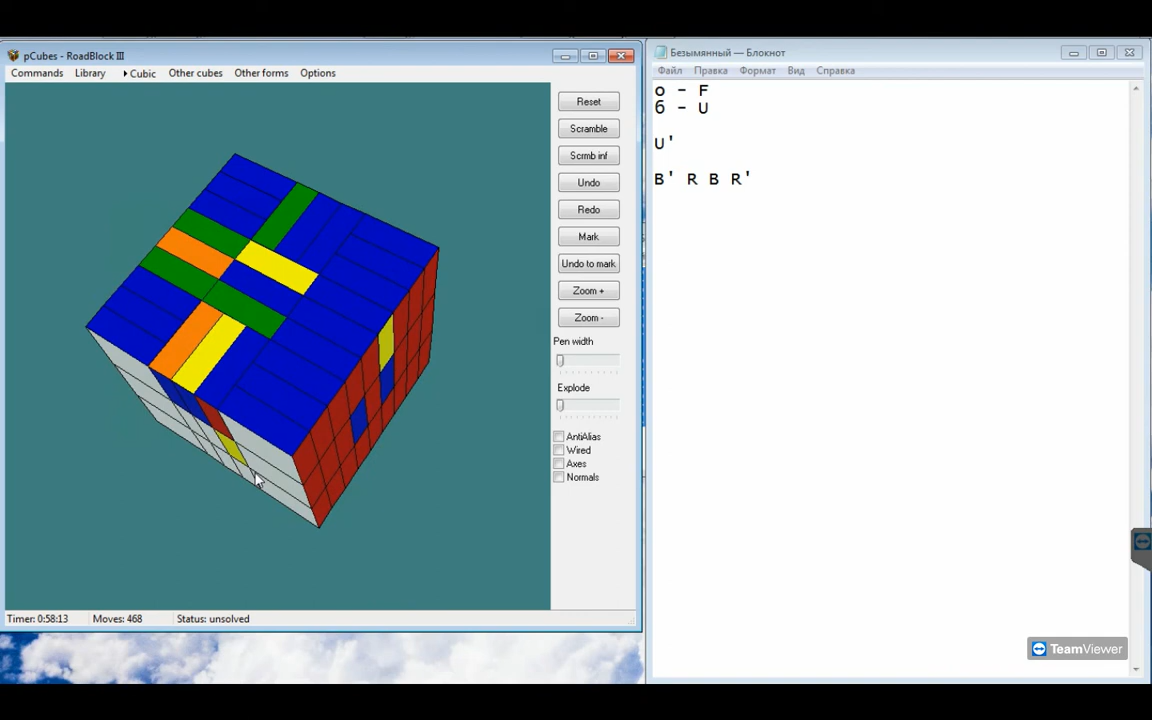 pCubes - RoadBlock III
Commands Library Cubic Other cubes Other forms Options
Reset
Scramble
Scrmb inf
Undo
Redo
Mark
Undo to mark
Zoom +
Zoom -
Pen width
Explode
AntiAlias
Wired
Axes
Normals
Timer: 0:58:13 Moves: 468 Status: unsolved
Безымянный — Блокнот
Файл Правка Формат Вид Справка
о - F
б - U
U'
B' R B R'
TeamViewer